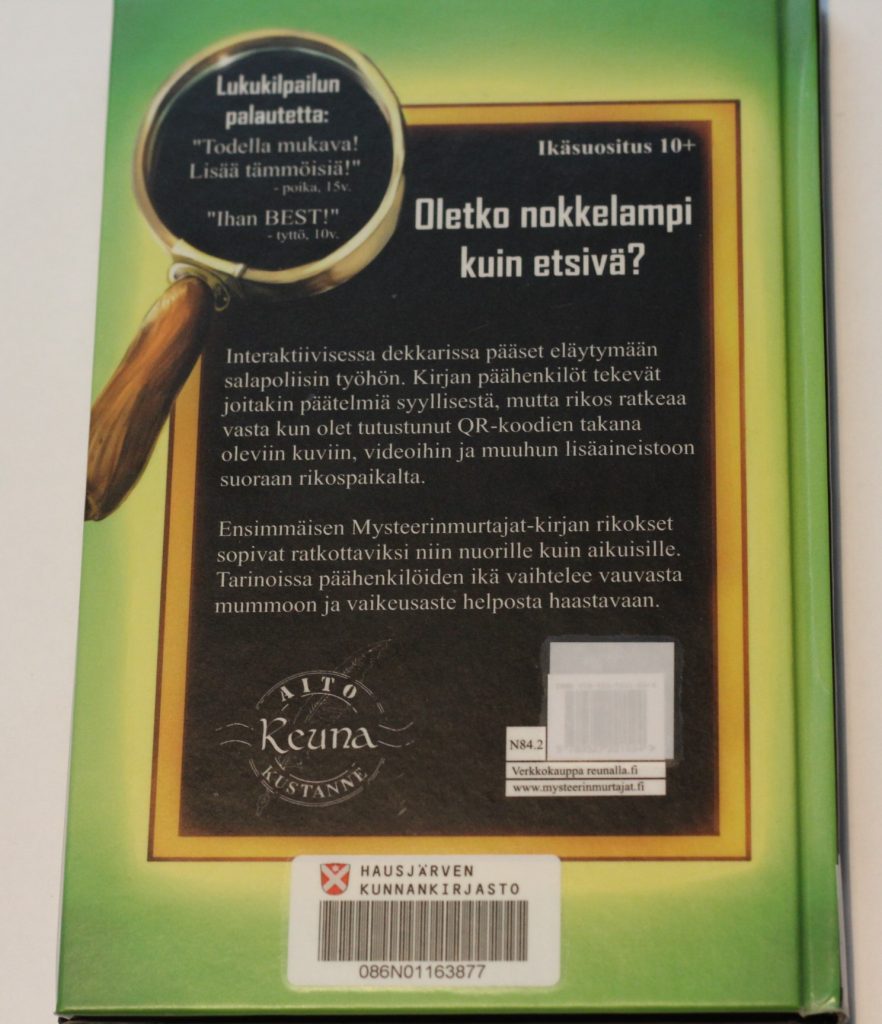 Lukukilpailun
palautetta:
"Todella mukava!
Lisää tämmöisiä!"
- poika, 15v.
"Ihan BEST!"
- tyttö, 10v.
Ikäsuositus 10+
Oletko nokkelampi
kuin etsivä?
Interaktiivisessa dekkarissa pääset eläytymään
salapoliisin työhön. Kirjan päähenkilöt tekevät
joitakin päätelmiä syyllisestä, mutta rikos ratkeaa
vasta kun olet tutustunut QR-koodien takana
oleviin kuviin, videoihin ja muuhun lisäaineistoon
suoraan rikospaikalta.
Ensimmäisen Mysteerinmurtajat-kirjan rikokset
sopivat ratkottaviksi niin nuorille kuin aikuisille.
Tarinoissa päähenkilöiden ikä vaihtelee vauvasta
mummoon ja vaikeusaste helposta haastavaan.
AITO
Reuna
KUSTANNE
N84.2
Verkkokauppa reunalla.fi
www.mysteerinmurtajat.fi
HAUSJÄRVEN
KUNNANKIRJASTO
086N01163877